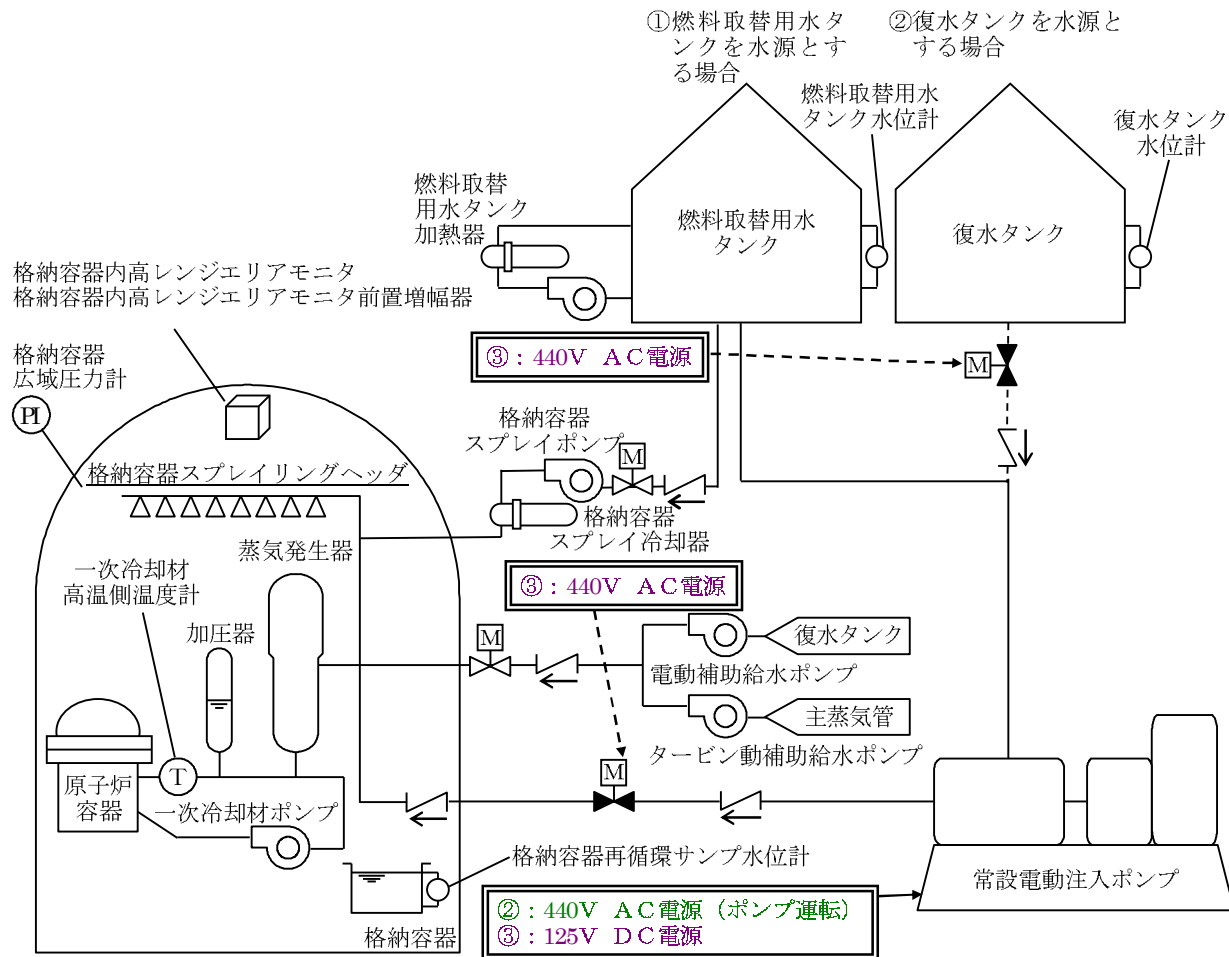 ①燃料取替用水タ
ンクを水源とす
る場合
②復水タンクを水源と
する場合
燃料取替用水
タンク水位計
復水タンク
水位計
燃料取替
用水タンク
加熱器
燃料取替用水
タンク
復水タンク
格納容器内高レンジエリアモニタ
格納容器内高レンジエリアモニタ前置増幅器
③：440V ＡＣ電源
M
格納容器
広域圧力計
PI
格納容器
スプレイポンプ
M
格納容器スプレイリングヘッダ
格納容器
スプレイ冷却器
蒸気発生器
③：440V ＡＣ電源
一次冷却材
高温側温度計
加圧器
M
復水タンク
電動補助給水ポンプ
主蒸気管
タービン動補助給水ポンプ
M
T
原子炉
容器
一次冷却材ポンプ
格納容器再循環サンプ水位計
常設電動注入ポンプ
②：440V ＡＣ電源（ポンプ運転）
③：125V ＤＣ電源
格納容器